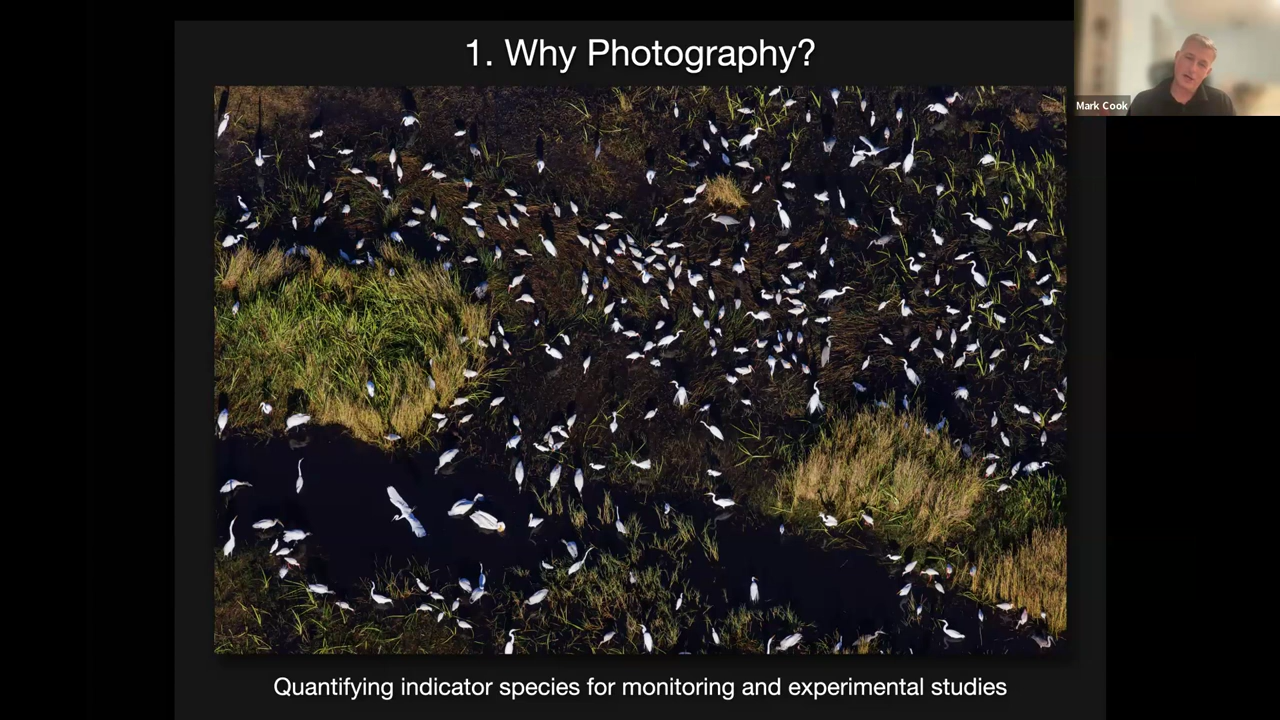 1. Why Photography?
Mark Cook
Quantifying indicator species for monitoring and experimental studies